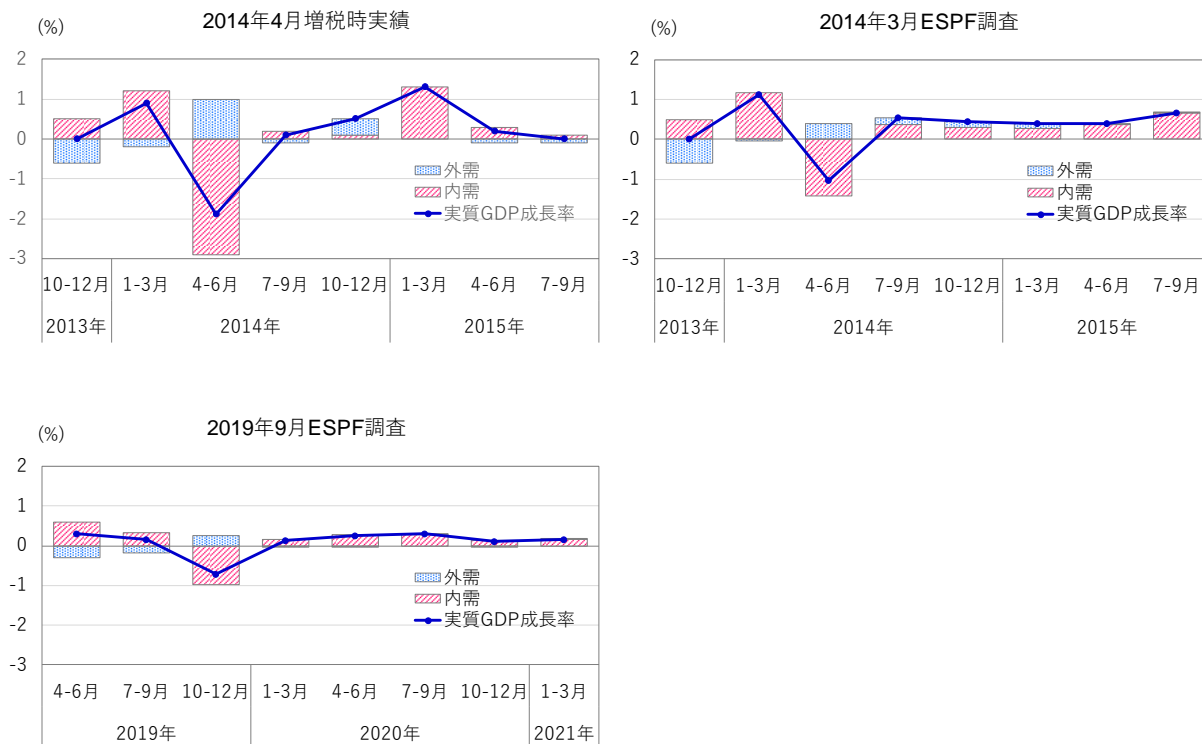 2014年4月増税時実績
(%)
2
1
0
-1
-2
-3
外需
内需
実質GDP成長率
10-12月 1-3月 4-6月 7-9月 10-12月 1-3月 4-6月 7-9月
2013年 2014年 2015年
2014年3月ESPF調査
(%)
2
1
0
-1
-2
-3
外需
内需
実質GDP成長率
10-12月 1-3月 4-6月 7-9月 10-12月 1-3月 4-6月 7-9月
2013年 2014年 2015年
2019年9月ESPF調査
(%)
2
1
0
-1
-2
-3
外需
内需
実質GDP成長率
4-6月 7-9月 10-12月 1-3月 4-6月 7-9月 10-12月 1-3月
2019年 2020年 2021年